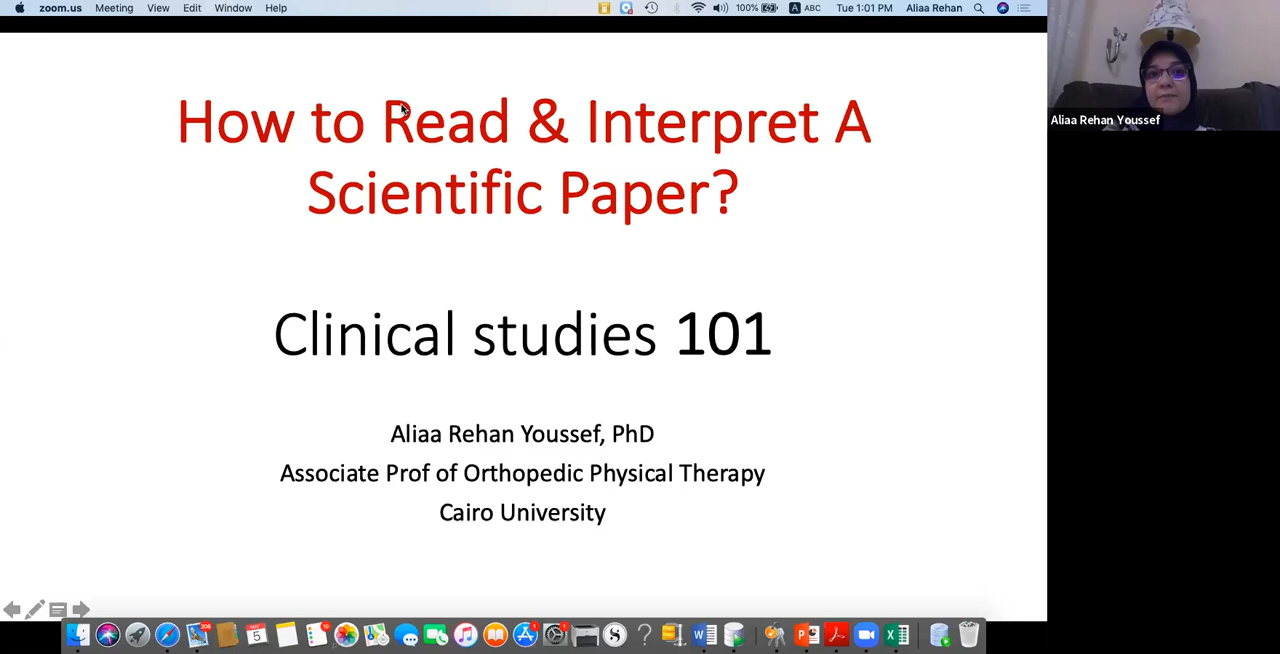 zoom.us Meeting View Edit Window Help 100% A ABC Tue 1:01 PM Aliaa Rehan
Aliaa Rehan Youssef
How to Read & Interpret A
Scientific Paper?
Clinical studies 101
Aliaa Rehan Youssef, PhD
Associate Prof of Orthopedic Physical Therapy
Cairo University